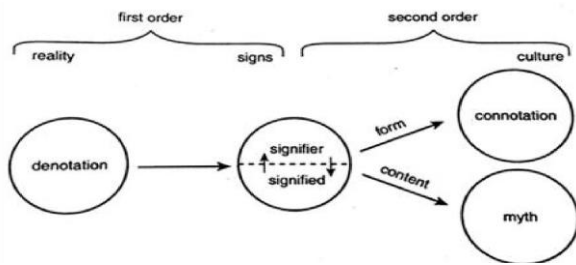 first order second order
reality signs culture
connotation
form
signifier
denotation
signified
content
myth